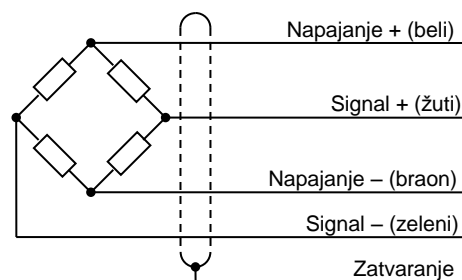 Napajanje + (beli)
Signal + (žuti)
Napajanje – (braon)
Signal – (zeleni)
Zatvaranje